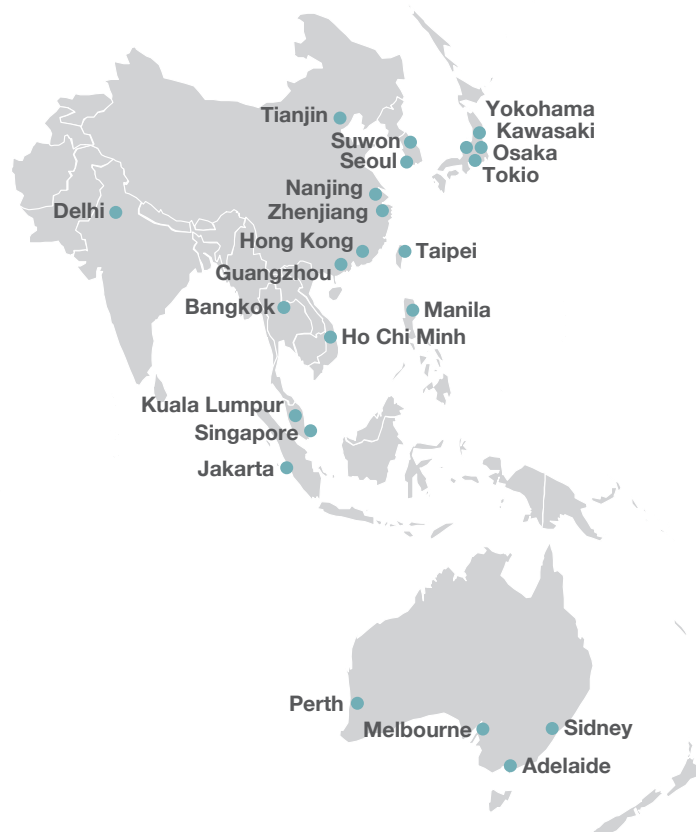 Yokohama
Tianjin
Kawasaki
Suwon
Osaka
Seoul
Tokio
Nanjing
Delhi
Zhenjiang
Hong Kong
Taipei
Guangzhou
Bangkok
Manila
Ho Chi Minh
Kuala Lumpur
Singapore
Jakarta
Perth
Melbourne
Sidney
Adelaide